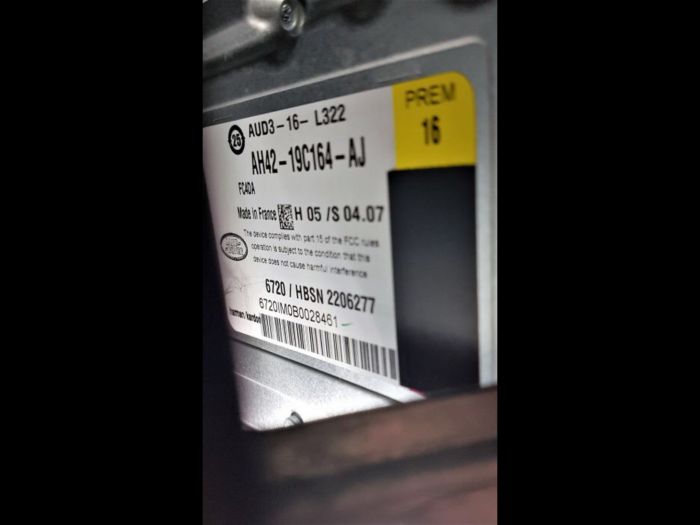 PREM
16
25 AUD3-16- L322
AH42-19C164-AJ
FC40A
Made in France H 05 /S 04.07
The device complies with part 15 of the FCC rules
operation is subject to the condition that this
device does not cause harmful interference
6720 / HBSN 2206277
6720IM0B0028461
harman/kardon